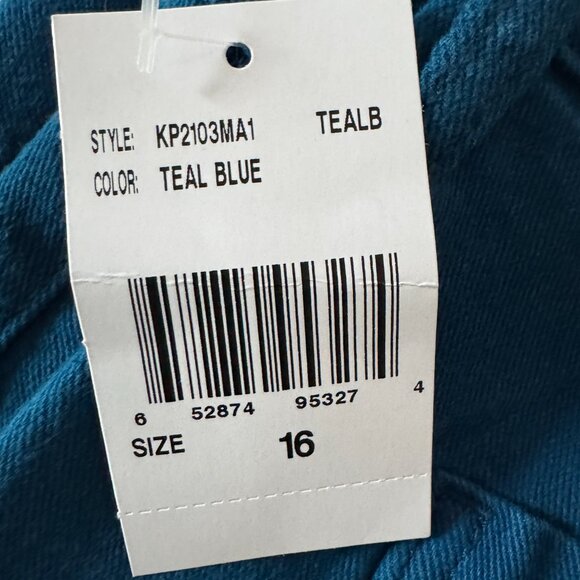 STYLE: KP2103MA1 TEALB
COLOR: TEAL BLUE
6 52874 95327 4
SIZE 16